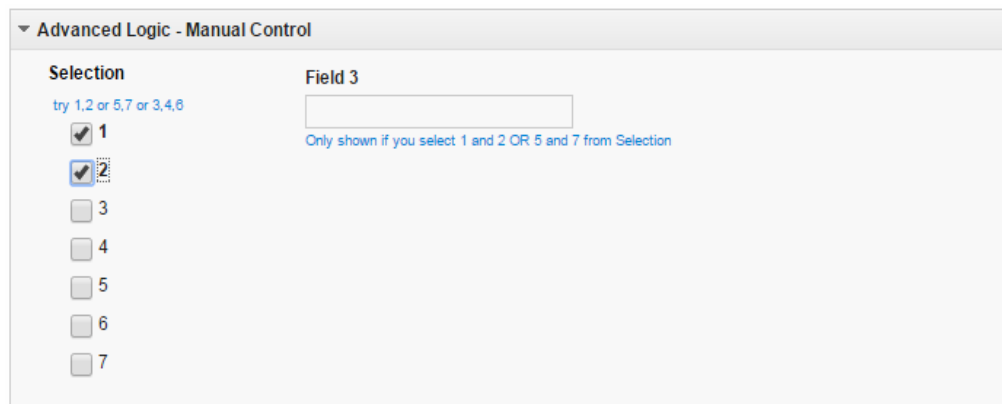 Advanced Logic - Manual Control
Selection
try 1,2 or 5,7 or 3,4,6
1
2
3
4
5
6
7
Field 3
Only shown if you select 1 and 2 OR 5 and 7 from Selection